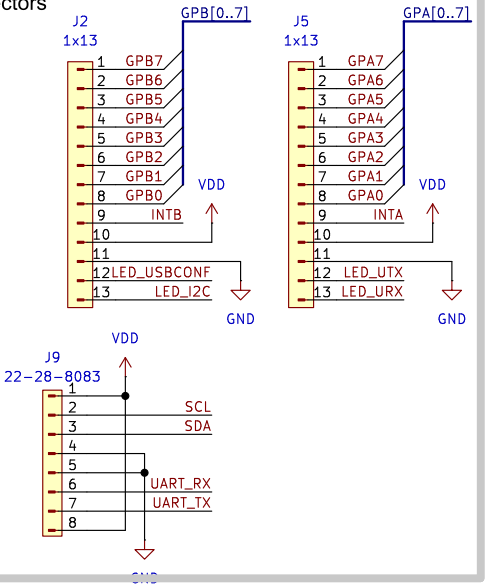 ectors
GPB[0..7]
J2
1x13
1 GPB7
2 GPB6
3 GPB5
4 GPB4
5 GPB3
6 GPB2
7 GPB1
8 GPB0
VDD
9 INTB
10
11
12 LED_USBCONF
13 LED_I2C
GND
GPA[0..7]
J5
1x13
1 GPA7
2 GPA6
3 GPA5
4 GPA4
5 GPA3
6 GPA2
7 GPA1
8 GPA0
VDD
9 INTA
10
11
12 LED_UTX
13 LED_URX
GND
VDD
J9
22-28-8083
1
2 SCL
3 SDA
4
5
6 UART_RX
7 UART_TX
8
GND